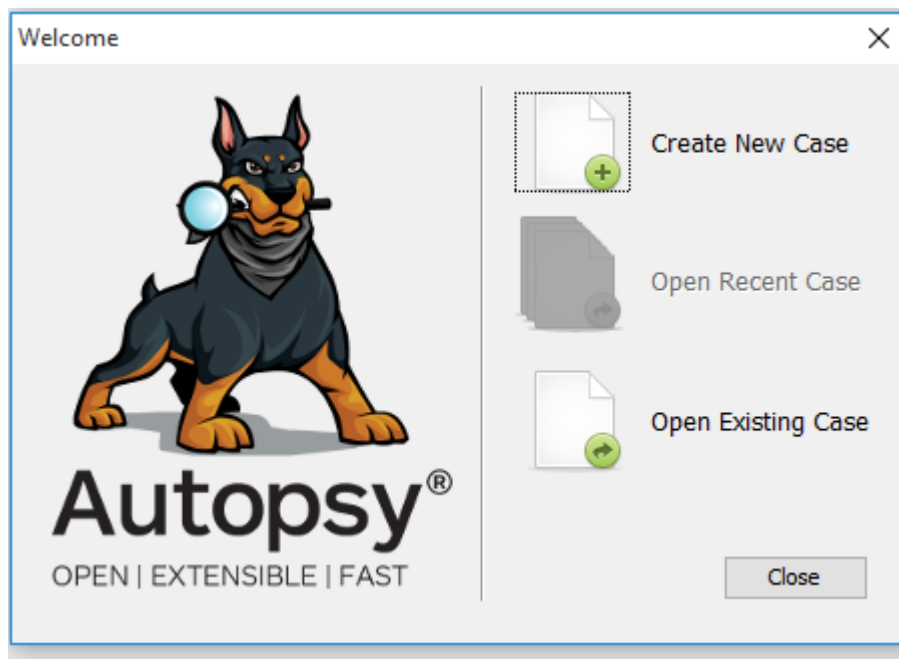 Welcome
Create New Case
Open Recent Case
Open Existing Case
Autopsy®
OPEN | EXTENSIBLE | FAST
Close